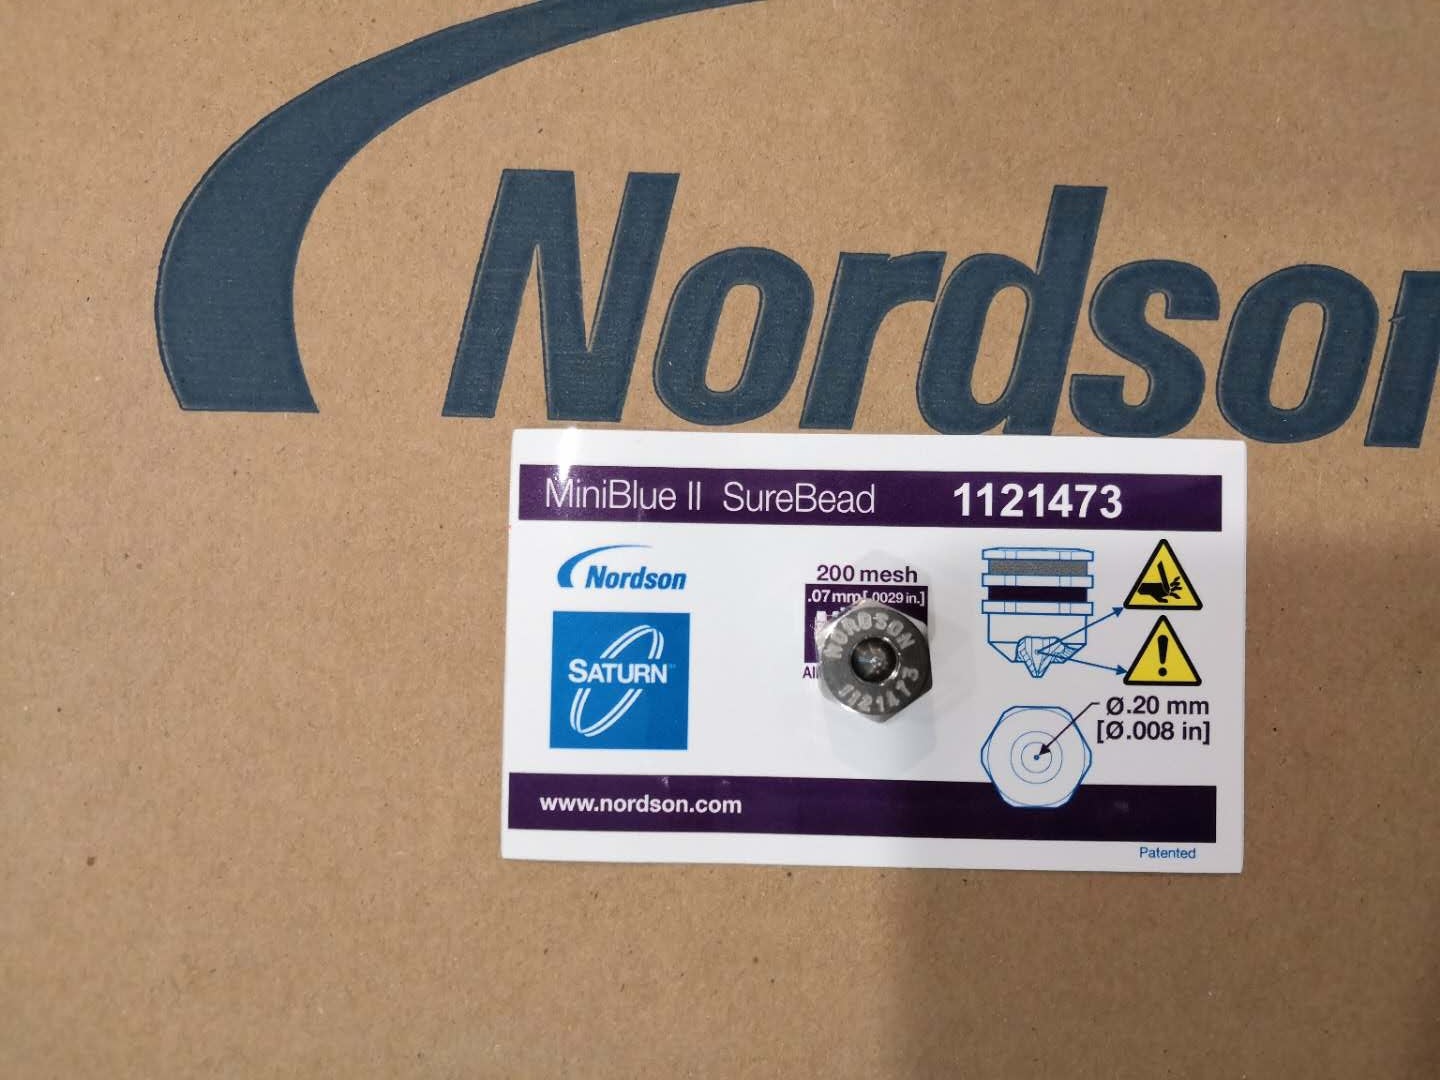 Nordson
MiniBlue II SureBead 1121473
Nordson
SATURN™
200 mesh
.07 mm[.0029 in.]
NORDSON
1121473
Ø.20 mm
[Ø.008 in]
www.nordson.com
Patented